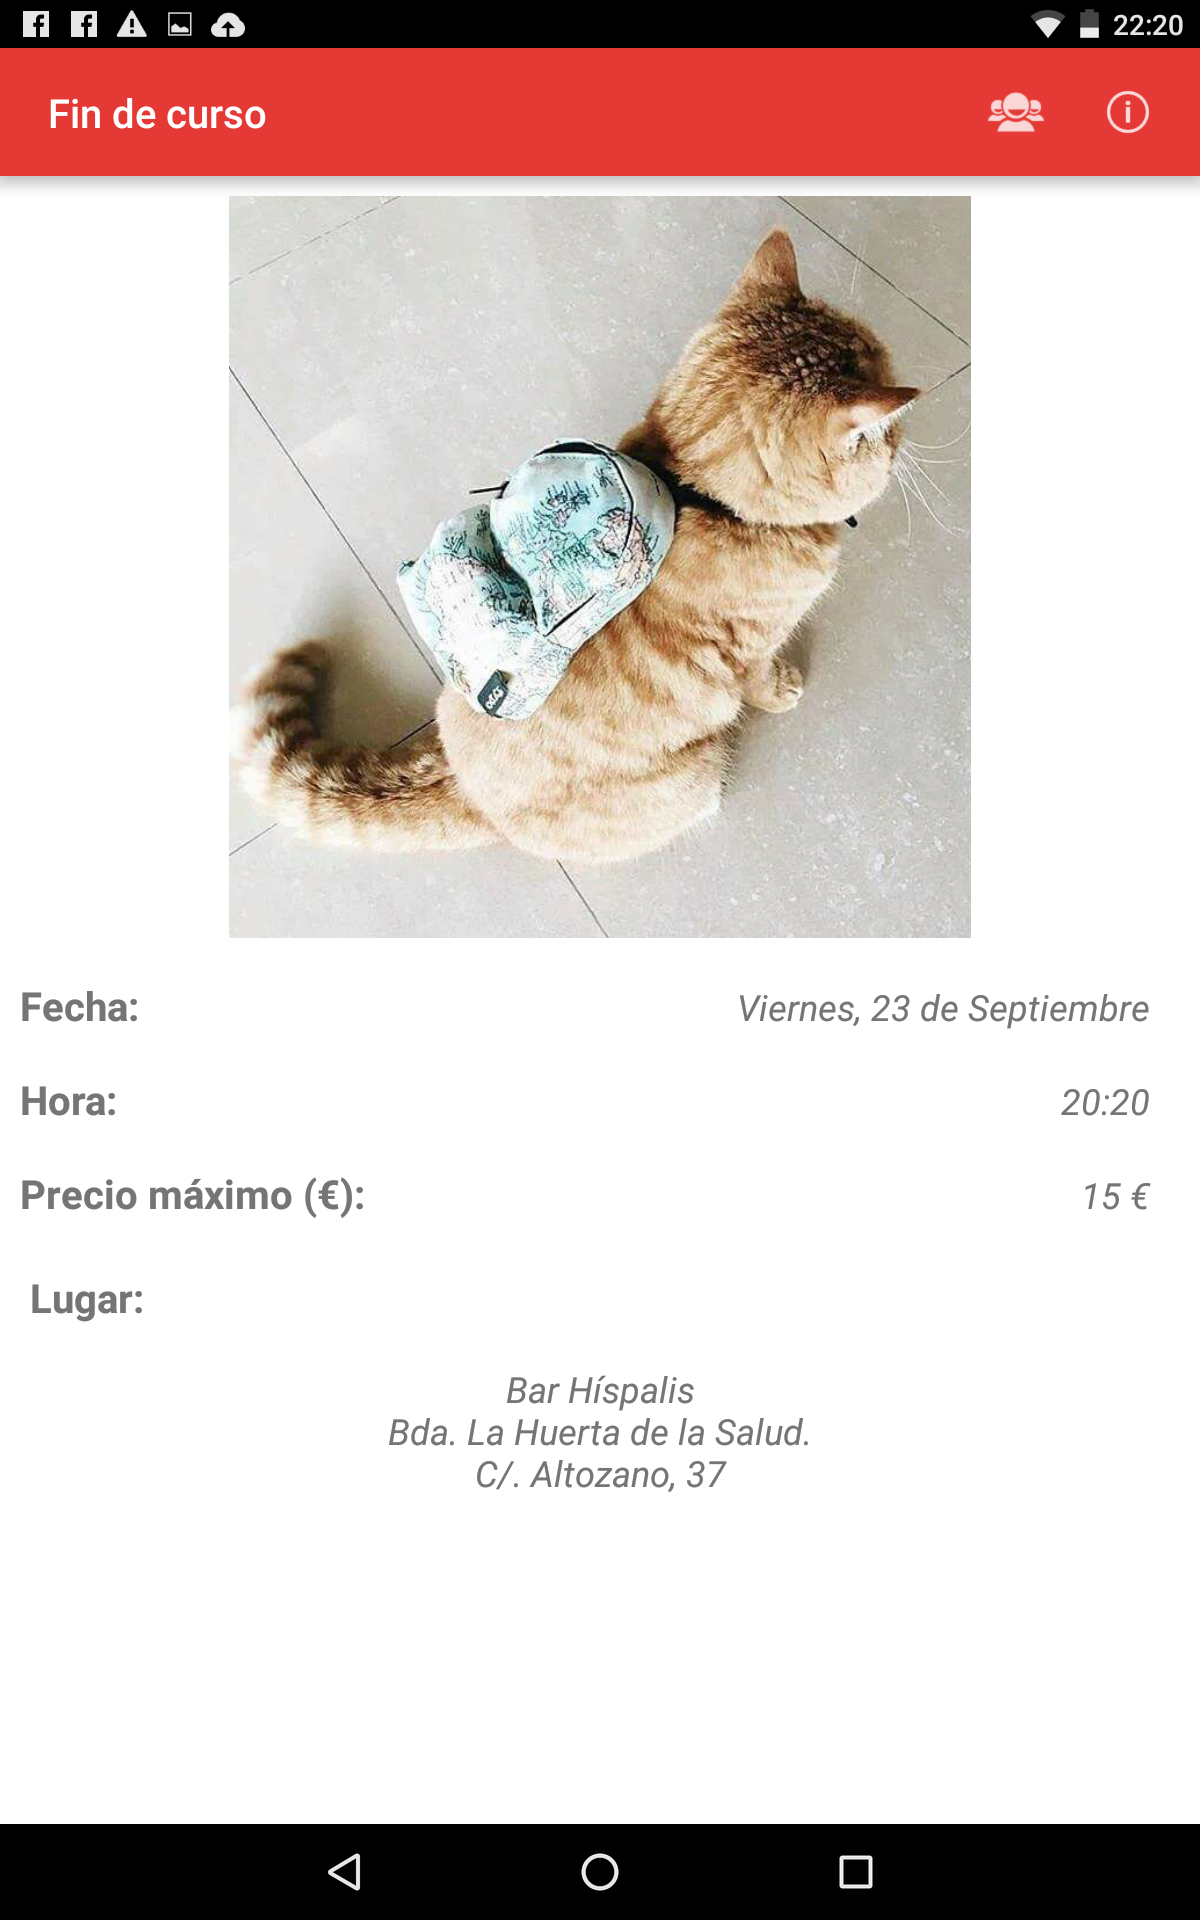 22:20
Fin de curso
Fecha: Viernes, 23 de Septiembre
Hora: 20:20
Precio máximo (€): 15 €
Lugar:
Bar Híspalis
Bda. La Huerta de la Salud.
C/. Altozano, 37